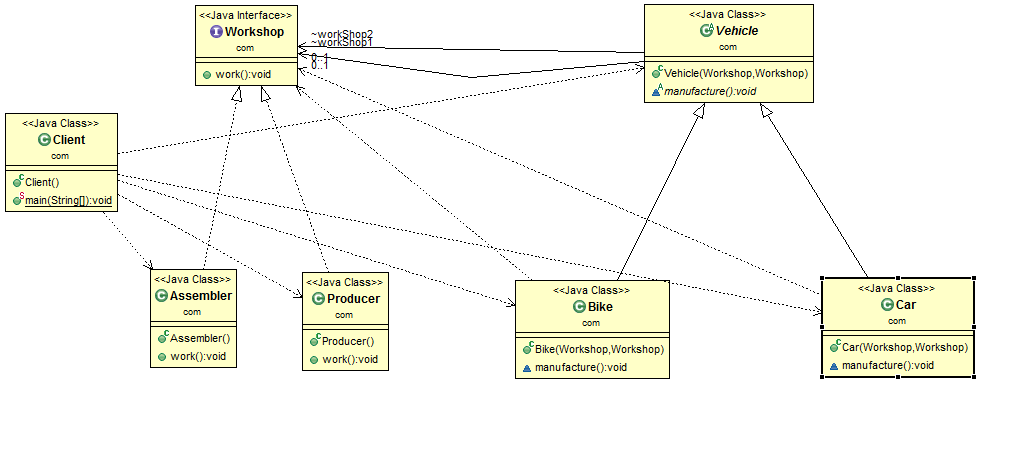 <<Java Interface>>
Workshop
com
work():void
~workShop2
~workShop1
0..1
0..1
<<Java Class>>
Vehicle
com
Vehicle(Workshop,Workshop)
manufacture():void
<<Java Class>>
Client
com
Client()
main(String[]):void
<<Java Class>>
Assembler
com
Assembler()
work():void
<<Java Class>>
Producer
com
Producer()
work():void
<<Java Class>>
Bike
com
Bike(Workshop,Workshop)
manufacture():void
<<Java Class>>
Car
com
Car(Workshop,Workshop)
manufacture():void